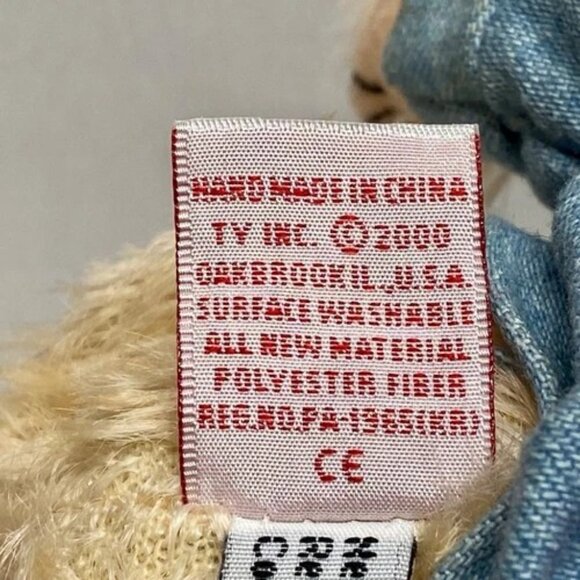 HAND MADE IN CHINA
TY INC. © 2000
OAKBROOK IL., U.S.A.
SURFACE WASHABLE
ALL NEW MATERIAL
POLYESTER FIBER
REG.NO.PA-1965(KR)
CE